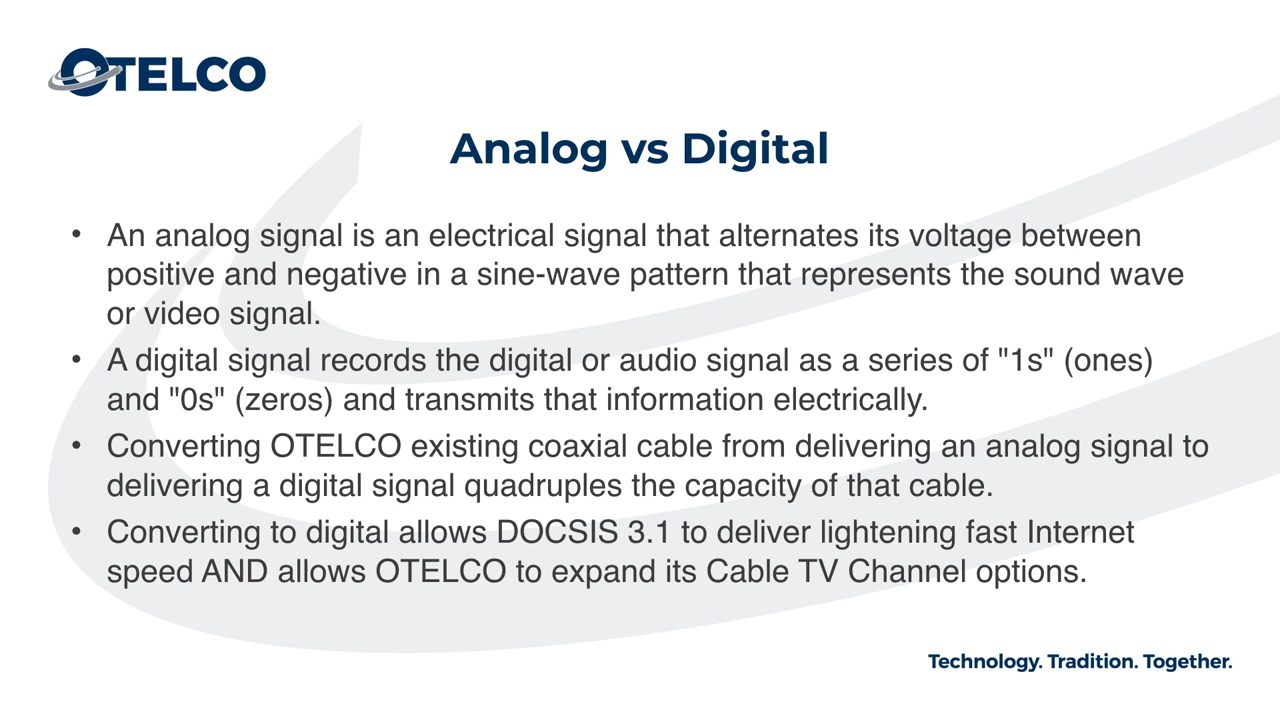 OTELCO
Analog vs Digital
• An analog signal is an electrical signal that alternates its voltage between
positive and negative in a sine-wave pattern that represents the sound wave
or video signal.
• A digital signal records the digital or audio signal as a series of "1s" (ones)
and "0s" (zeros) and transmits that information electrically.
• Converting OTELCO existing coaxial cable from delivering an analog signal to
delivering a digital signal quadruples the capacity of that cable.
• Converting to digital allows DOCSIS 3.1 to deliver lightening fast Internet
speed AND allows OTELCO to expand its Cable TV Channel options.
Technology. Tradition. Together.